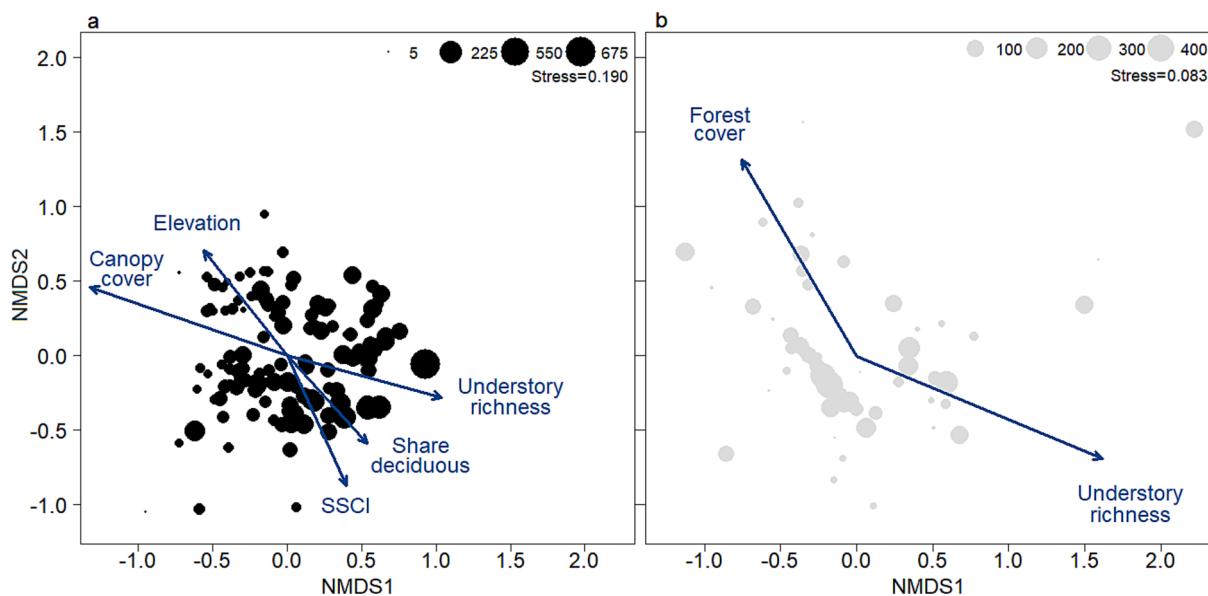 a
5 225 550 675
Stress=0.190
2.0
1.5
1.0
0.5
0.0
-0.5
-1.0
NMDS2
Elevation
Canopy
cover
Understory
richness
Share
deciduous
SSCI
-1.0 -0.5 0.0 0.5 1.0 1.5 2.0
NMDS1
b
100 200 300 400
Stress=0.083
Forest
cover
Understory
richness
-1.0 -0.5 0.0 0.5 1.0 1.5 2.0
NMDS1